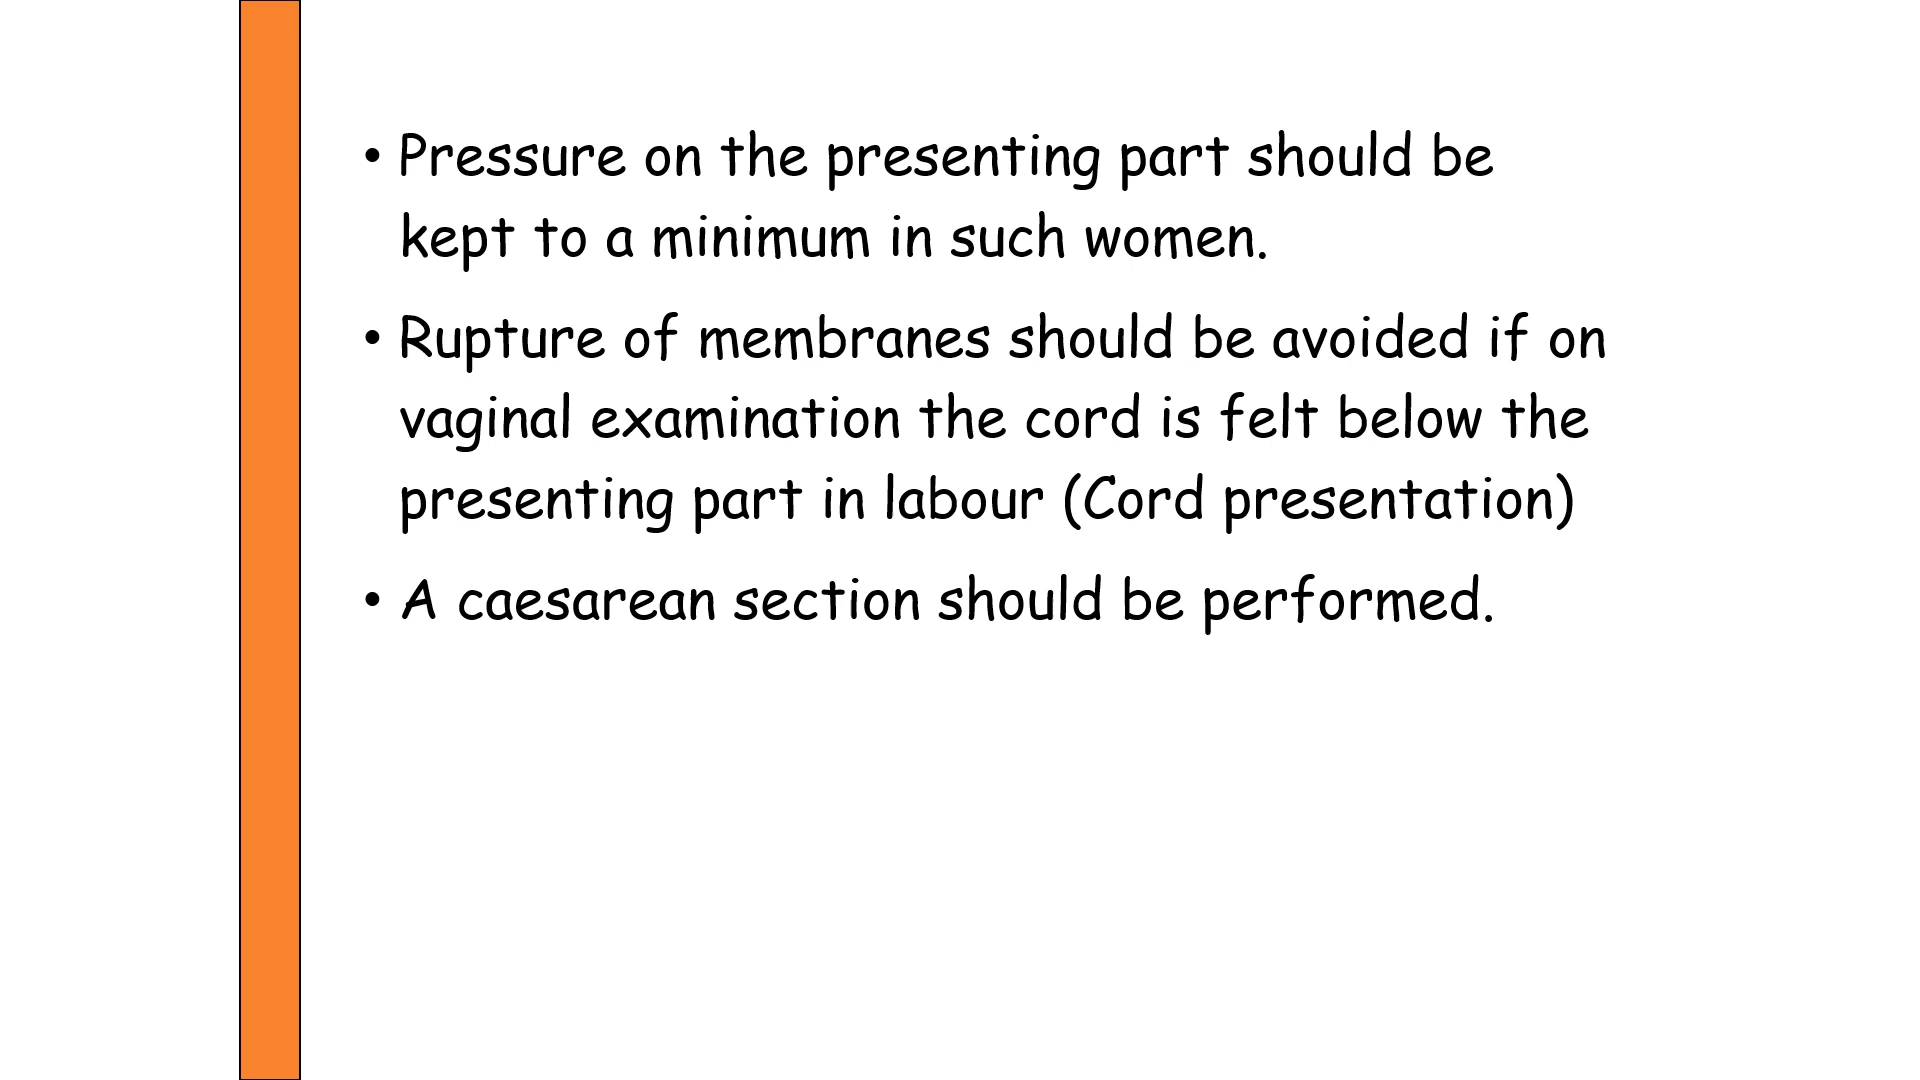 • Pressure on the presenting part should be
kept to a minimum in such women.
• Rupture of membranes should be avoided if on
vaginal examination the cord is felt below the
presenting part in labour (Cord presentation)
• A caesarean section should be performed.